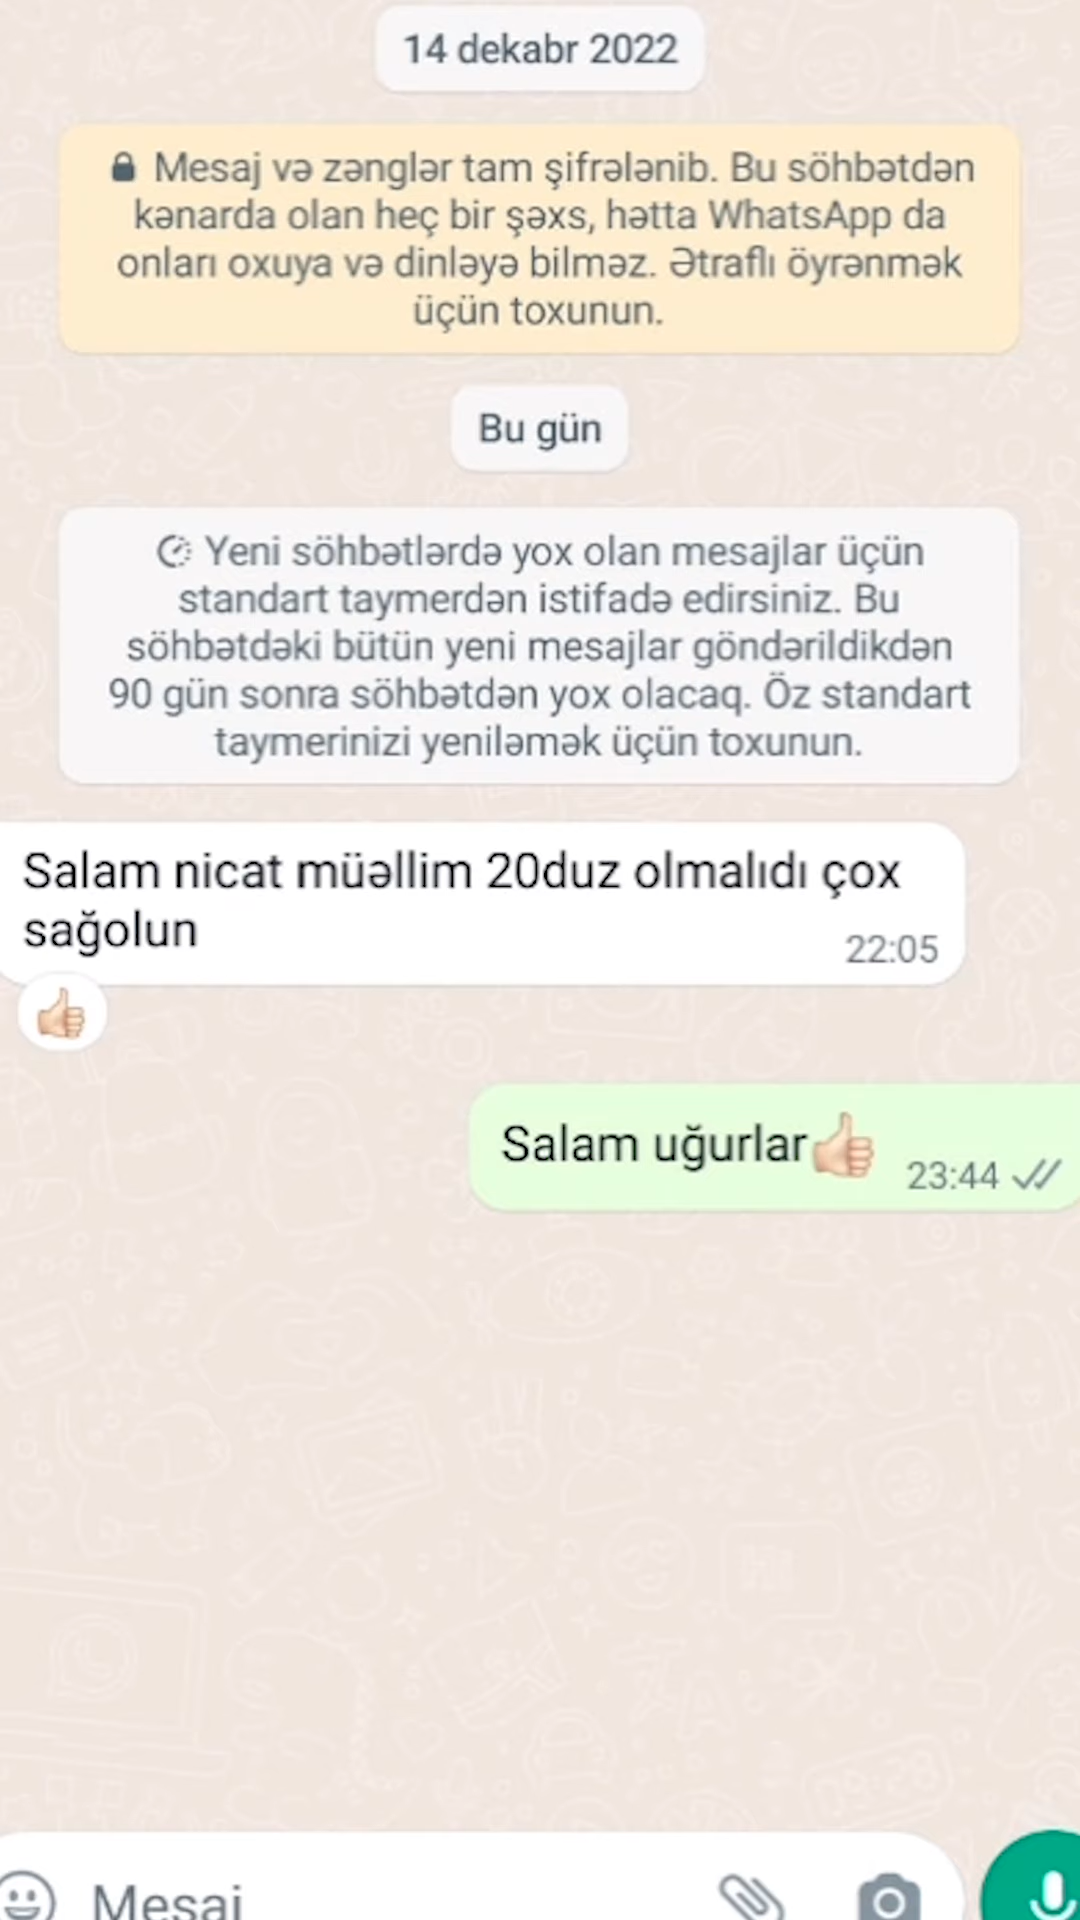 14 dekabr 2022
🔒 Mesaj və zənglər tam şifrələnib. Bu söhbətdən
kənarda olan heç bir şəxs, hətta WhatsApp da
onları oxuya və dinləyə bilməz. Ətraflı öyrənmək
üçün toxunun.
Bu gün
Yeni söhbətlərdə yox olan mesajlar üçün
standart taymerdən istifadə edirsiniz. Bu
söhbətdəki bütün yeni mesajlar göndərildikdən
90 gün sonra söhbətdən yox olacaq. Öz standart
taymerinizi yeniləmək üçün toxunun.
Salam nicat müəllim 20duz olmalıdı çox
sağolun
22:05
👍🏻
Salam uğurlar👍🏻
23:44
Mesaj